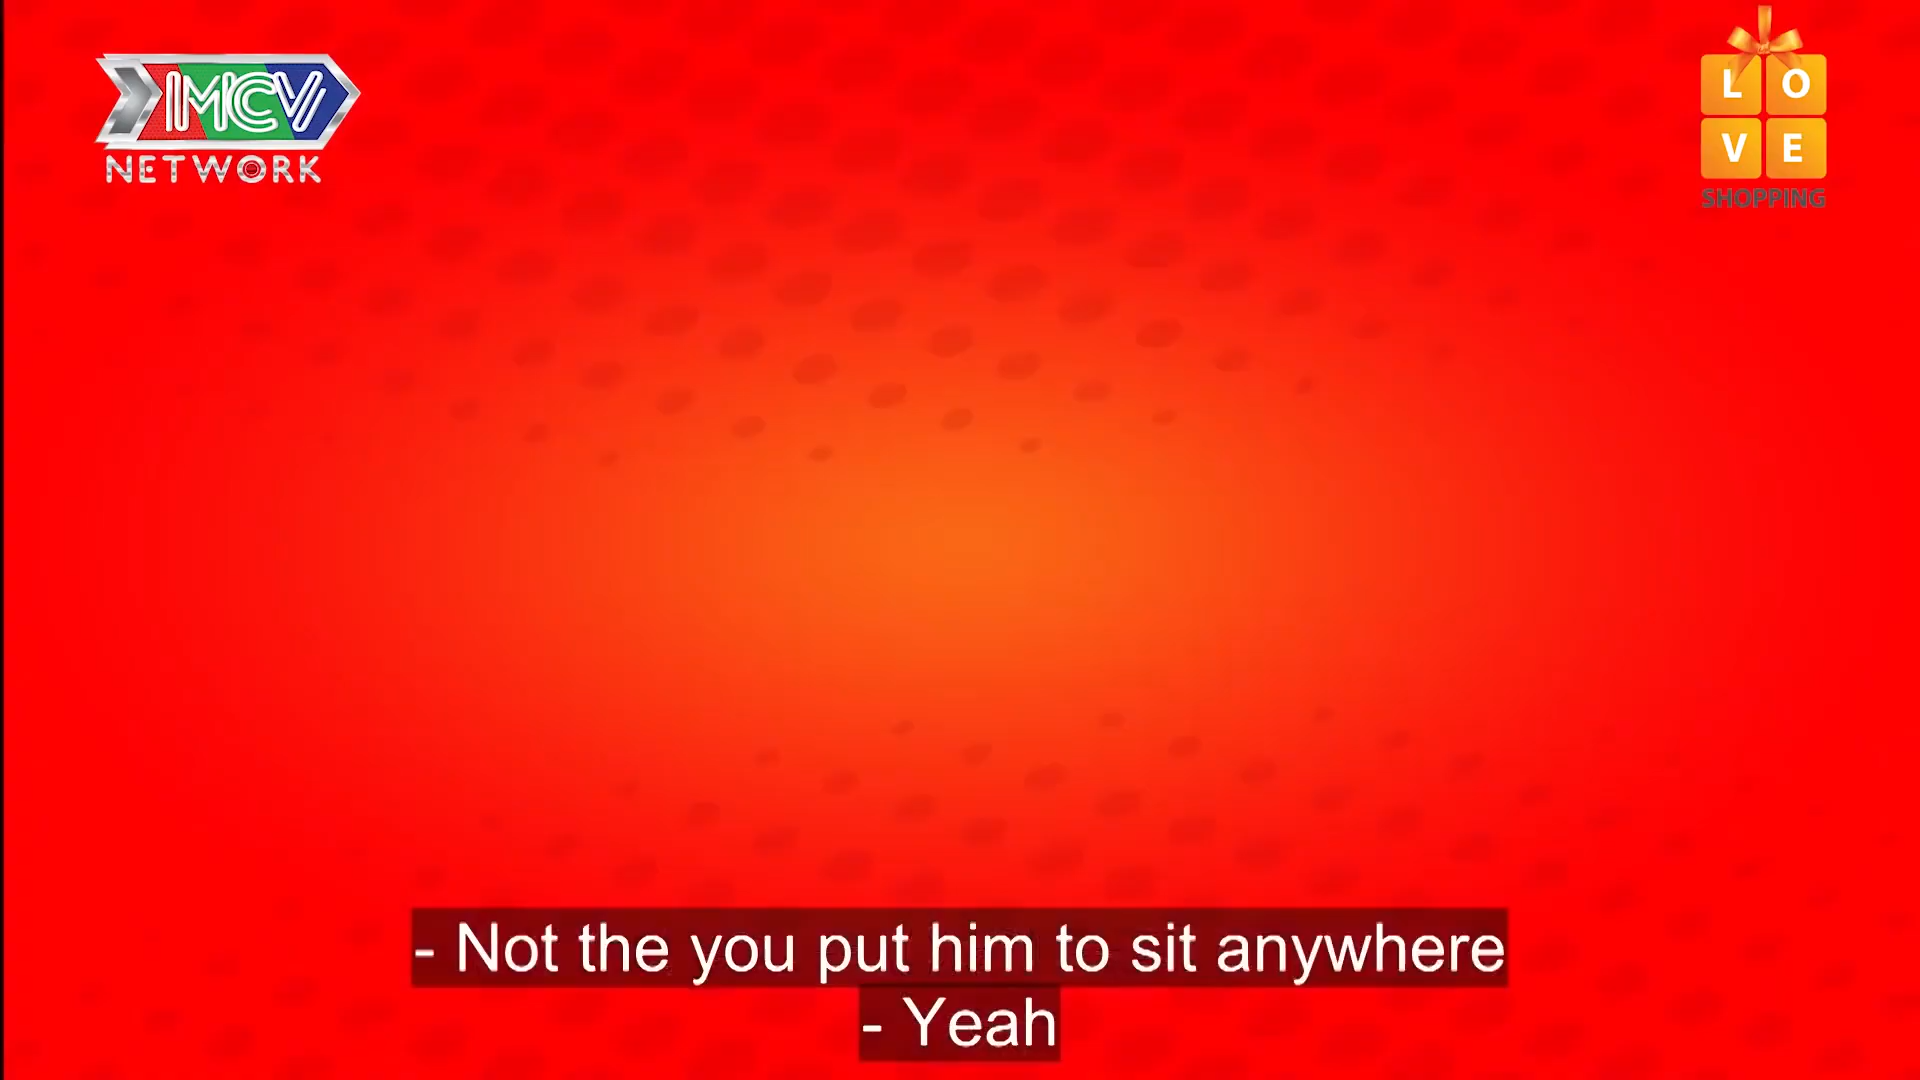 MCV
NETWORK
L O
V E
SHOPPING
- Not the you put him to sit anywhere
- Yeah